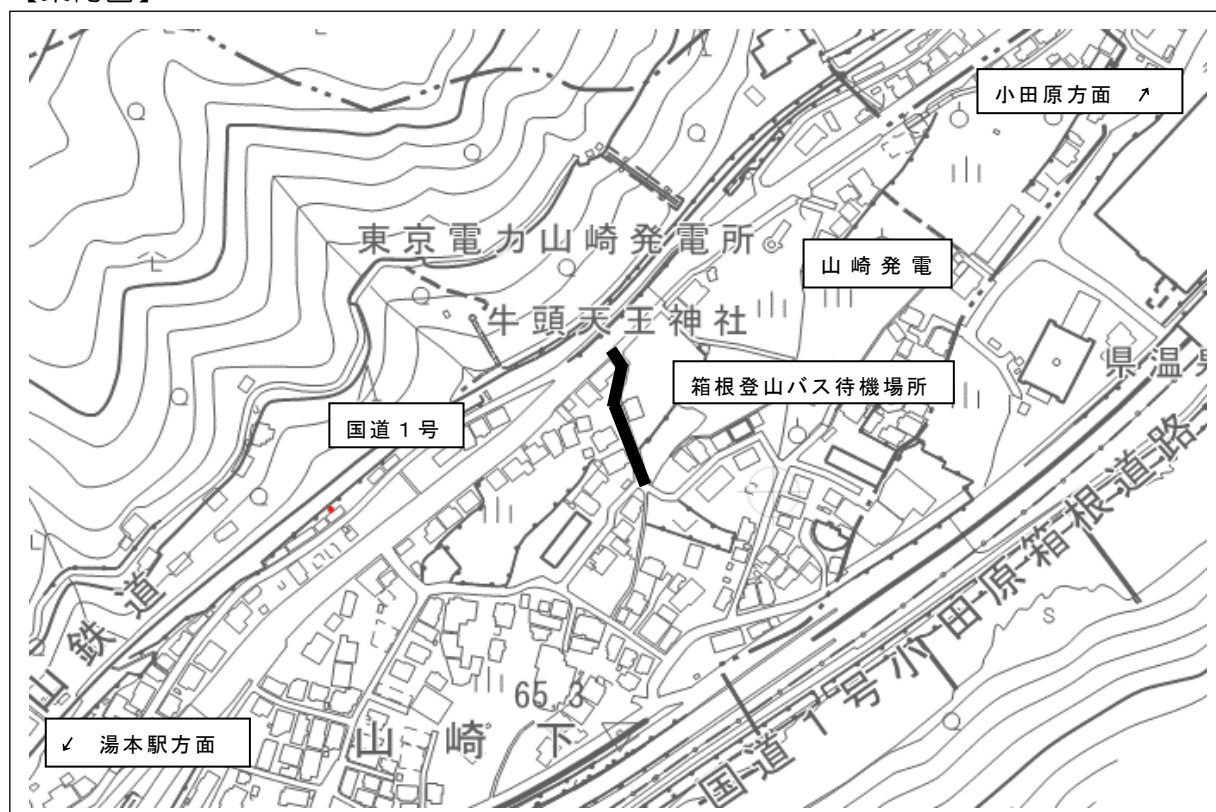 小田原方面 ↗
東京電力山崎発電所
山崎発電
牛頭天王神社
県温泉
箱根登山バス待機場所
国道1号
山鉄道
国道1号小田原箱根道路
S
65.3
山崎下
↙ 湯本駅方面